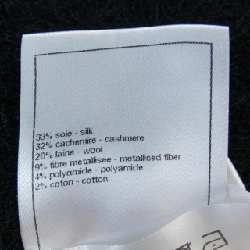 33% soie - silk
32% cachemire - cashmere
20% laine - wool
9% fibre metallisee - metallised fiber
4% polyamide - polyamide
2% coton - cotton